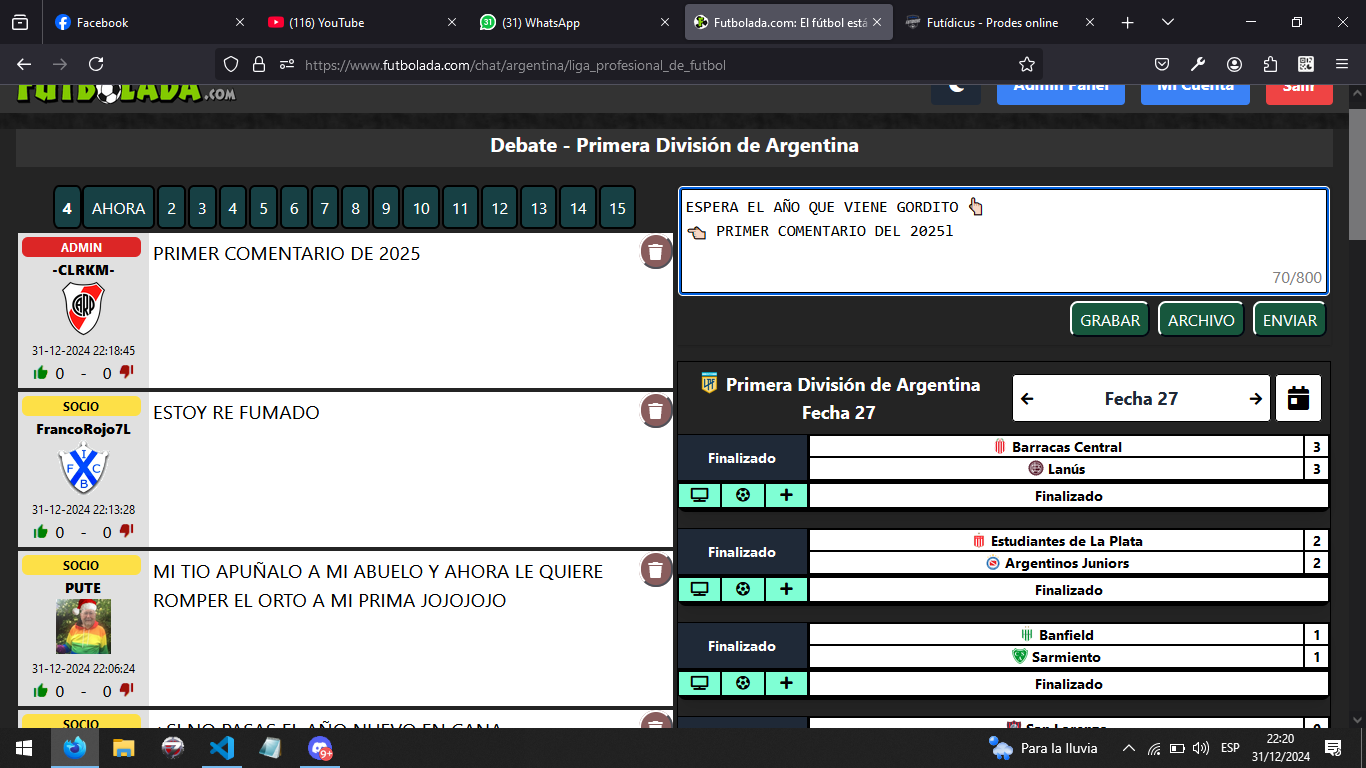 Facebook
(116) YouTube
(31) WhatsApp
Futbolada.com: El fútbol está
Futídicus - Prodes online
https://www.futbolada.com/chat/argentina/liga_profesional_de_futbol
FUTBOLADA.COM
Admin Panel
Mi Cuenta
Salir
Debate - Primera División de Argentina
4 AHORA 2 3 4 5 6 7 8 9 10 11 12 13 14 15
ADMIN
-CLRKM-
CARP
31-12-2024 22:18:45
0 - 0
PRIMER COMENTARIO DE 2025
SOCIO
FrancoRojo7L
I F C B
31-12-2024 22:13:28
0 - 0
ESTOY RE FUMADO
SOCIO
PUTE
31-12-2024 22:06:24
0 - 0
MI TIO APUÑALO A MI ABUELO Y AHORA LE QUIERE
ROMPER EL ORTO A MI PRIMA JOJOJOJO
SOCIO
SI NO PASAS EL AÑO NUEVO EN CANA
ESPERA EL AÑO QUE VIENE GORDITO 👆
👈 PRIMER COMENTARIO DEL 2025l
70/800
GRABAR
ARCHIVO
ENVIAR
LPF
Primera División de Argentina
Fecha 27
← Fecha 27 →
Finalizado
Barracas Central 3
Lanús 3
Finalizado
Finalizado
Estudiantes de La Plata 2
Argentinos Juniors 2
Finalizado
Finalizado
Banfield 1
Sarmiento 1
Finalizado
San Lorenzo
9+
Para la lluvia
ESP
22:20
31/12/2024